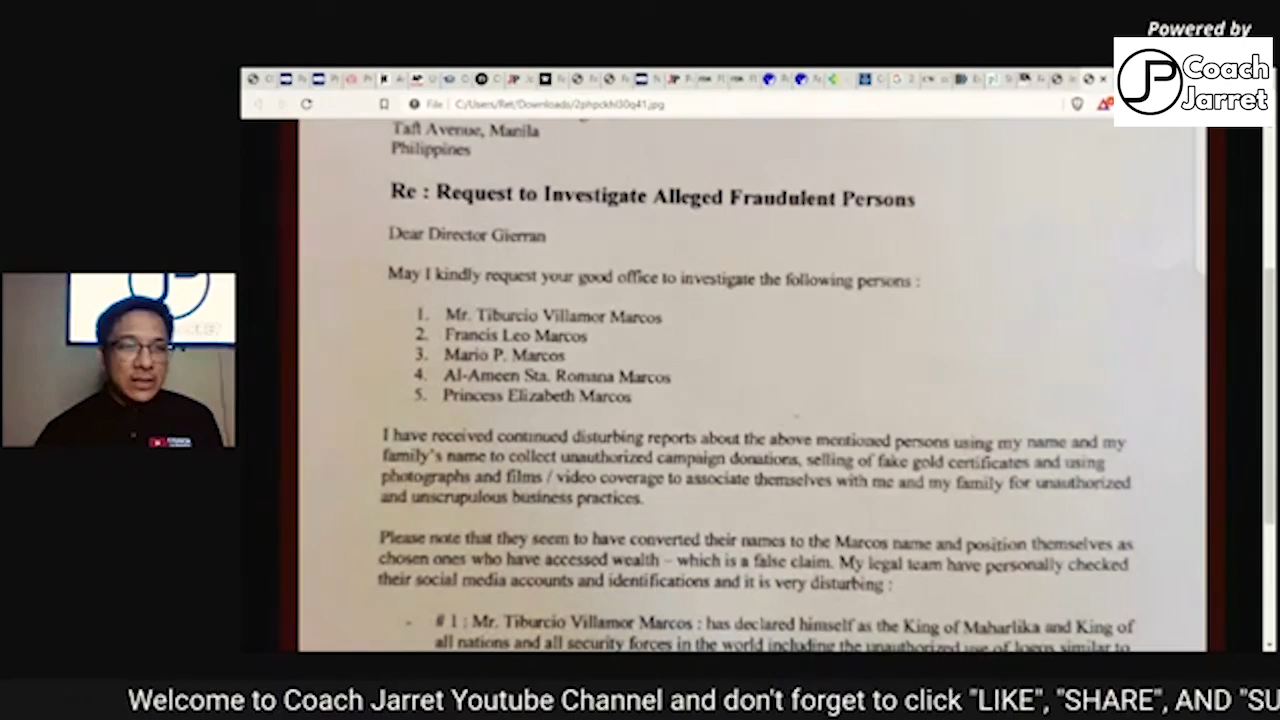 Powered by
JP Coach
Jarret
File C:/Users/Ret/Downloads/2phpckhl30q41.jpg
Taft Avenue, Manila
Philippines
Re : Request to Investigate Alleged Fraudulent Persons
Dear Director Gierran
May I kindly request your good office to investigate the following persons :
1. Mr. Tiburcio Villamor Marcos
2. Francis Leo Marcos
3. Mario P. Marcos
4. Al-Ameen Sta. Romana Marcos
5. Princess Elizabeth Marcos
I have received continued disturbing reports about the above mentioned persons using my name and my
family's name to collect unauthorized campaign donations, selling of fake gold certificates and using
photographs and films / video coverage to associate themselves with me and my family for unauthorized
and unscrupulous business practices.
Please note that they seem to have converted their names to the Marcos name and position themselves as
chosen ones who have accessed wealth – which is a false claim. My legal team have personally checked
their social media accounts and identifications and it is very disturbing :
- # 1 : Mr. Tiburcio Villamor Marcos : has declared himself as the King of Maharlika and King of
all nations and all security forces in the world including the unauthorized use of logos similar to
Welcome to Coach Jarret Youtube Channel and don't forget to click "LIKE", "SHARE", AND "SU